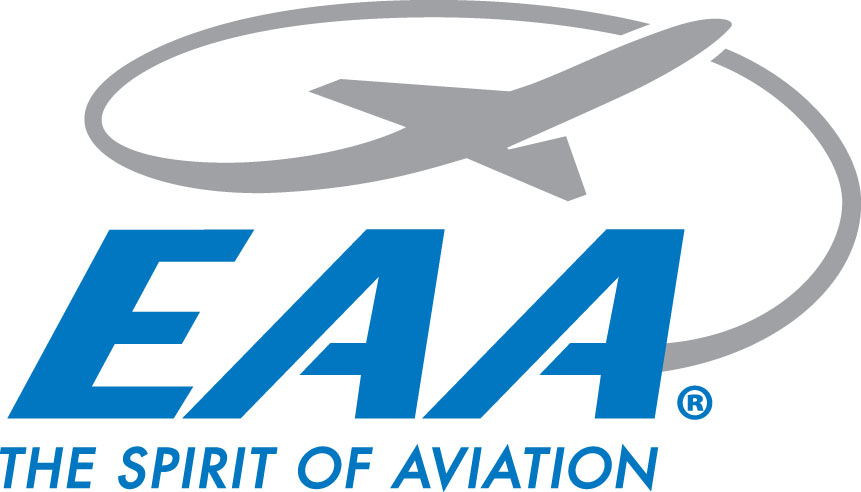 EAA®
THE SPIRIT OF AVIATION